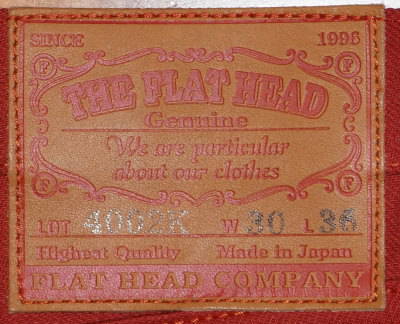 SINCE 1996
F F
THE FLAT HEAD
Genuine
We are particular
about our clothes
F F
LOT 4002K W 30 L 36
Highest Quality Made in Japan
FLAT HEAD COMPANY